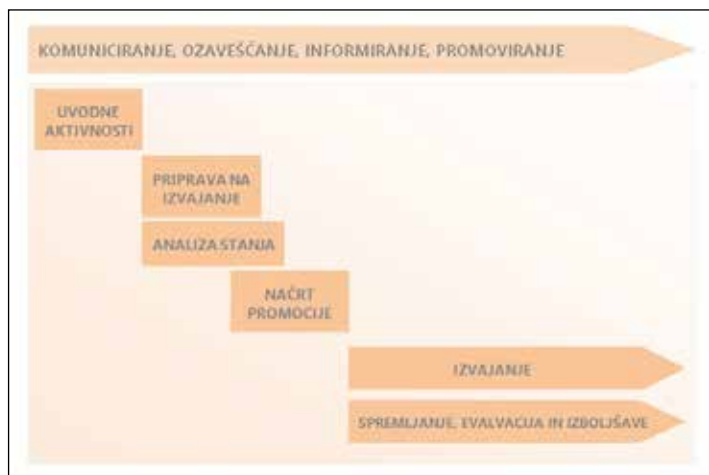 KOMUNICIRANJE, OZAVEŠČANJE, INFORMIRANJE, PROMOVIRANJE
UVODNE
AKTIVNOSTI
PRIPRAVA NA
IZVAJANJE
ANALIZA STANJA
NAČRT
PROMOCIJE
IZVAJANJE
SPREMLJANJE, EVALVACIJA IN IZBOLJŠAVE